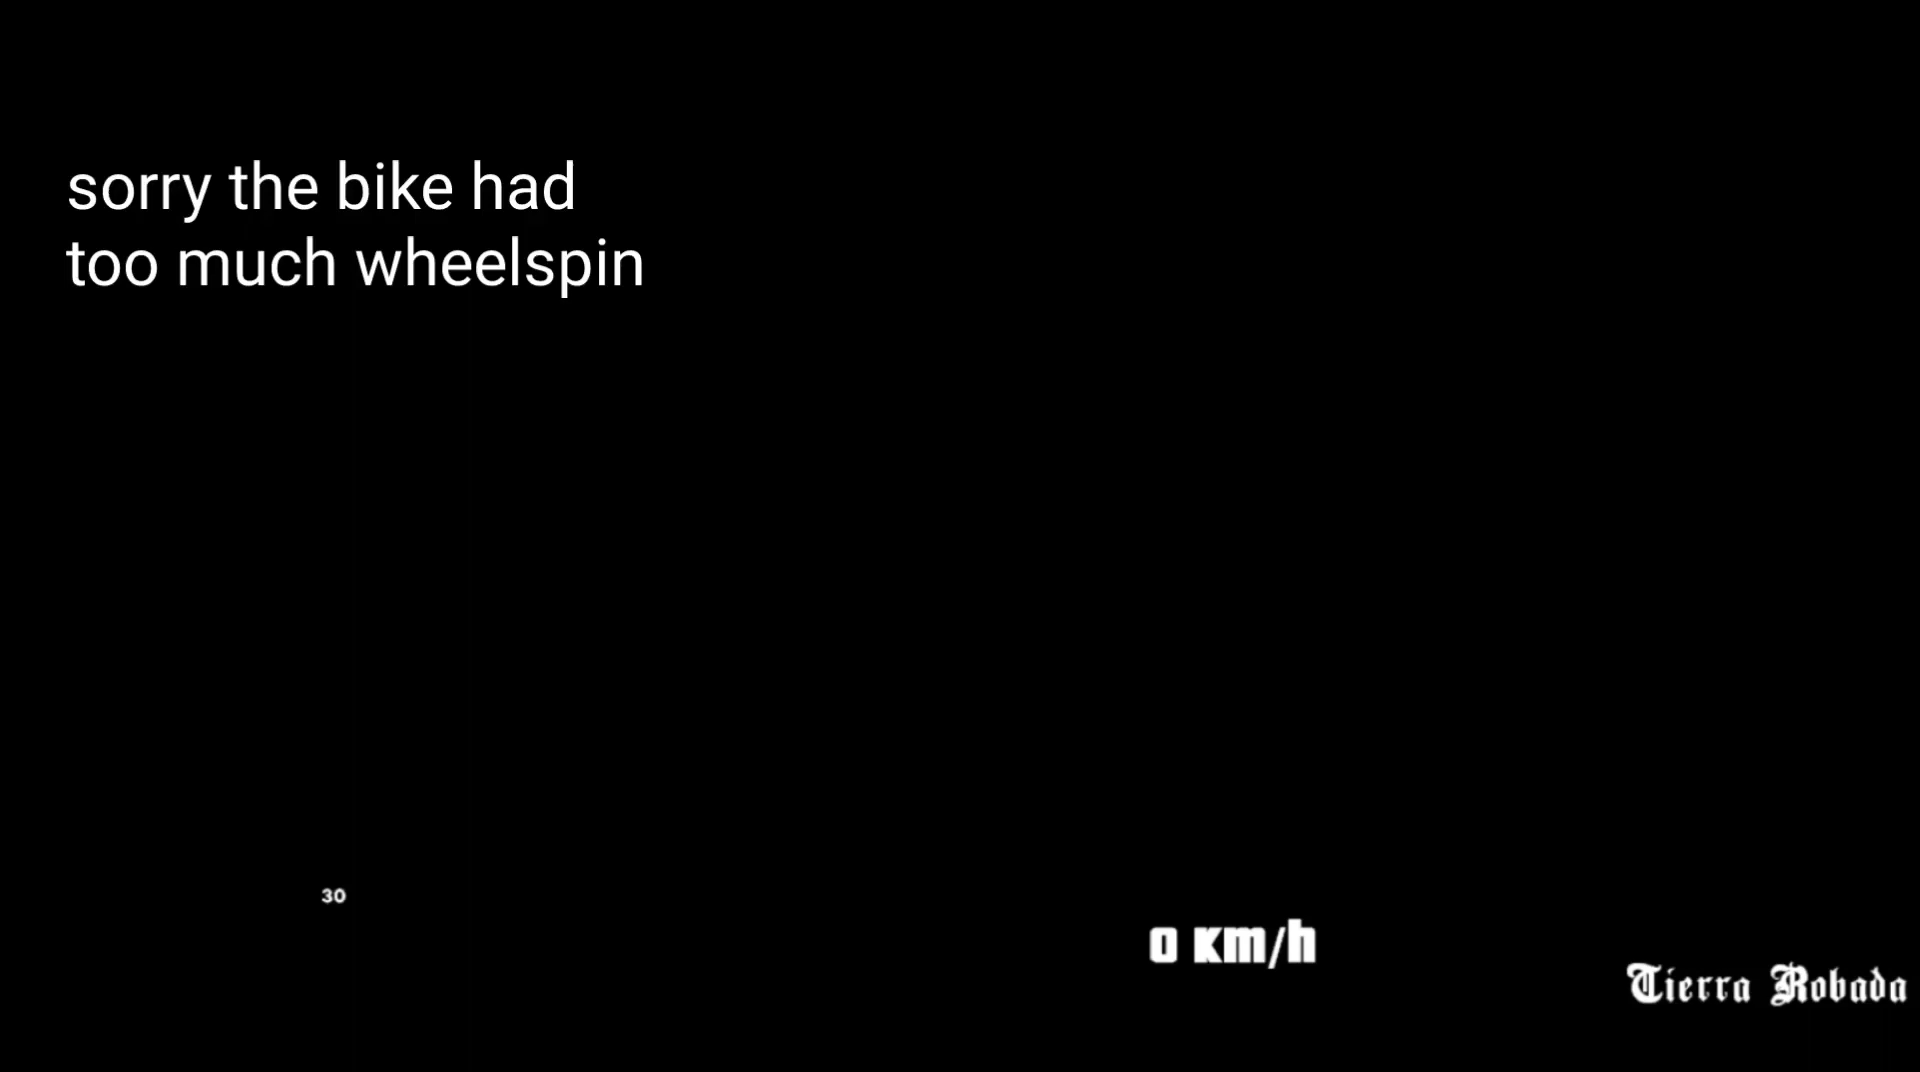 sorry the bike had
too much wheelspin
30
0 km/h
Tierra Robada